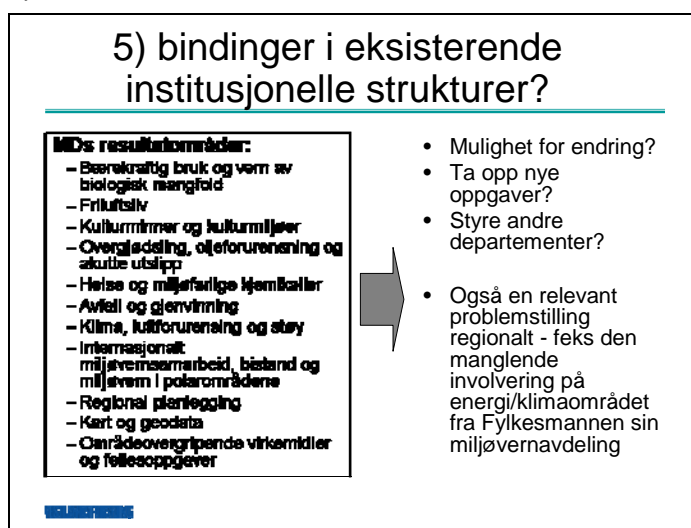 5) bindinger i eksisterende
institusjonelle strukturer?
MDs resultatområder:
– Bærekraftig bruk og vern av
biologisk mangfold
– Friluftsliv
– Kulturminner og kulturmiljøer
– Overgjødsling, oljeforurensning og
akutte utslipp
– Helse og miljøfarlige kjemikalier
– Avfall og gjenvinning
– Klima, luftforurensing og støy
– Internasjonalt
miljøvernsamarbeid, bistand og
miljøvern i polarområdene
– Regional planlegging
– Kart og geodata
– Områdeovergripende virkemidler
og fellesoppgaver
• Mulighet for endring?
• Ta opp nye
oppgaver?
• Styre andre
departementer?
• Også en relevant
problemstilling
regionalt - feks den
manglende
involvering på
energi/klimaområdet
fra Fylkesmannen sin
miljøvernavdeling